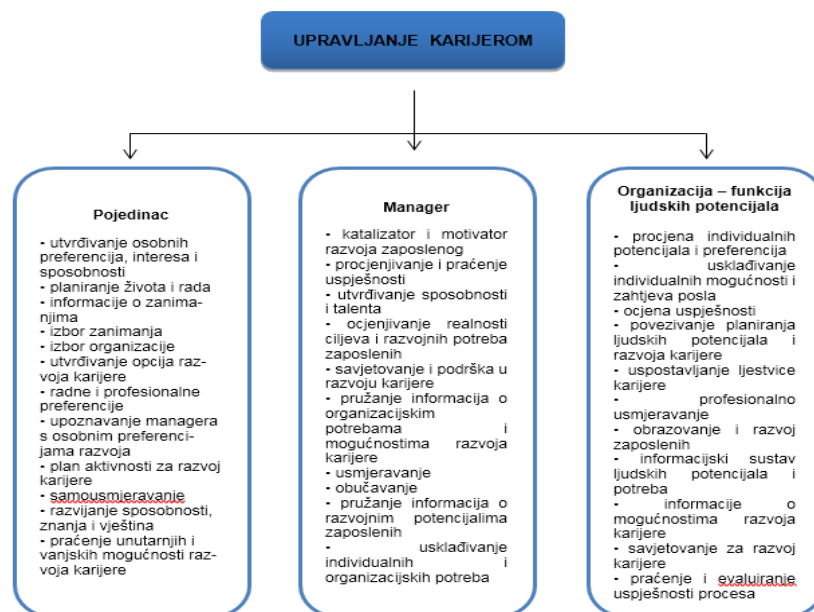 UPRAVLJANJE KARIJEROM
Pojedinac
- utvrđivanje osobnih
preferencija, interesa i
sposobnosti
- planiranje života i rada
- informacije o zanima-
njima
- izbor zanimanja
- izbor organizacije
- utvrđivanje opcija raz-
voja karijere
- radne i profesionalne
preferencije
- upoznavanje managera
s osobnim preferenci-
jama razvoja
- plan aktivnosti za razvoj
karijere
- samousmjeravanje
- razvijanje sposobnosti,
znanja i vještina
- praćenje unutarnjih i
vanjskih mogućnosti raz-
voja karijere
Manager
- katalizator i motivator
razvoja zaposlenog
- procjenjivanje i praćenje
uspješnosti
- utvrđivanje sposobnosti
i talenta
- ocjenjivanje realnosti
ciljeva i razvojnih potreba
zaposlenih
- savjetovanje i podrška u
razvoju karijere
- pružanje informacija o
organizacijskim
potrebama i
mogućnostima razvoja
karijere
- usmjeravanje
- obučavanje
- pružanje informacija o
razvojnim potencijalima
zaposlenih
- usklađivanje
individualnih i
organizacijskih potreba
Organizacija – funkcija
ljudskih potencijala
- procjena individualnih
potencijala i preferencija
- usklađivanje
individualnih mogućnosti i
zahtjeva posla
- ocjena uspješnosti
- povezivanje planiranja
ljudskih potencijala i
razvoja karijere
- uspostavljanje ljestvice
karijere
- profesionalno
usmjeravanje
- obrazovanje i razvoj
zaposlenih
- informacijski sustav
ljudskih potencijala i
potreba
- informacije o
mogućnostima razvoja
karijere
- savjetovanje za razvoj
karijere
- praćenje i evaluiranje
uspješnosti procesa